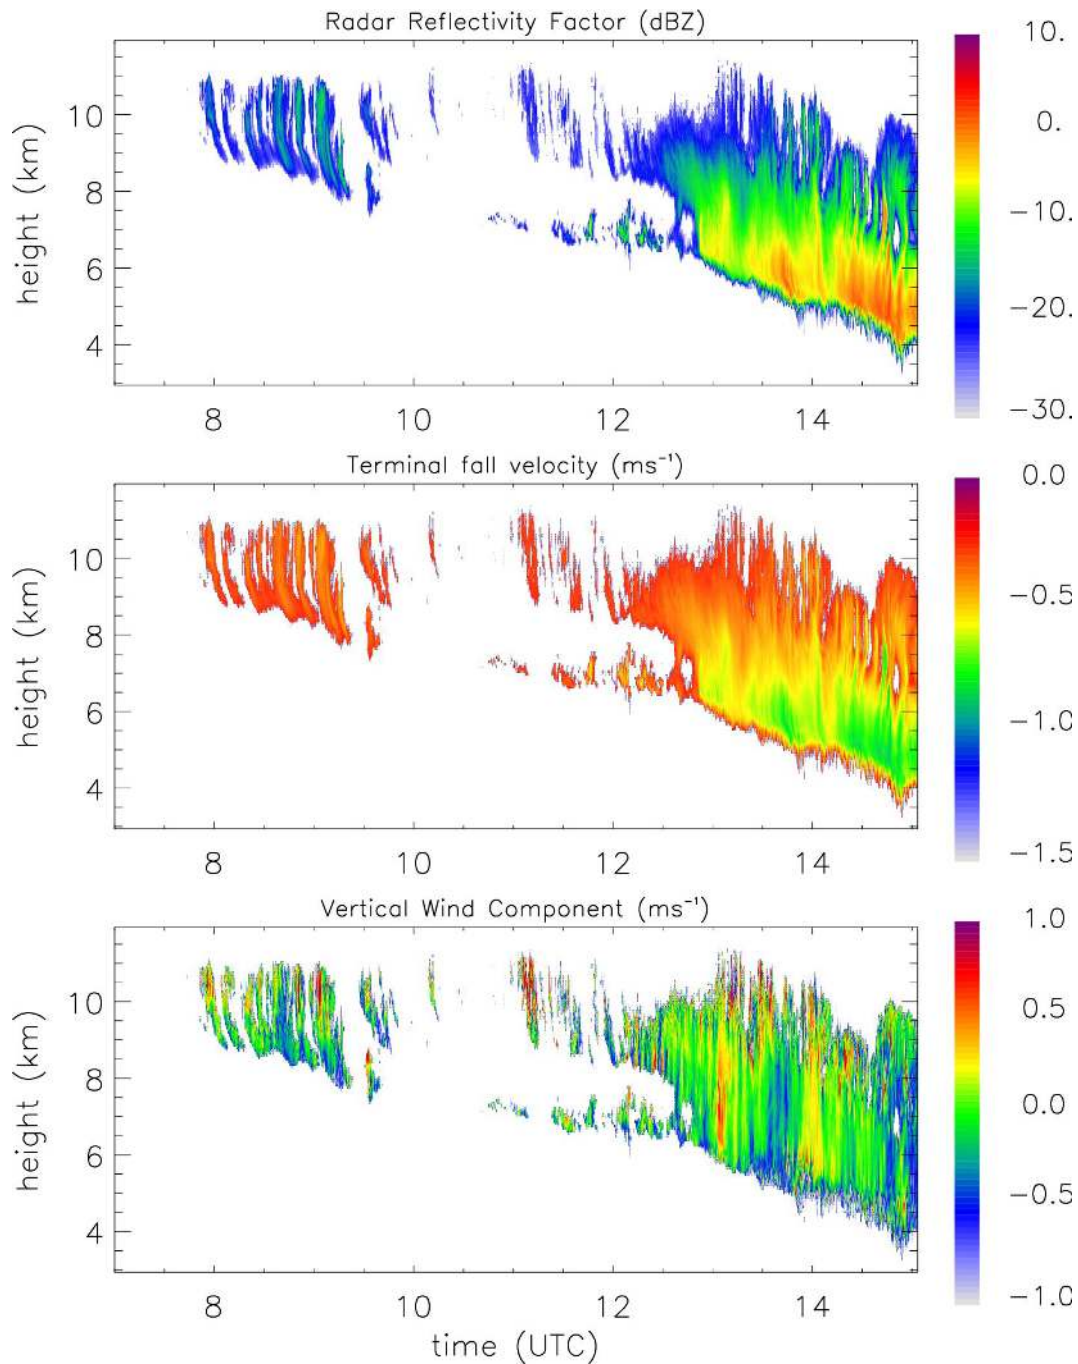 Radar Reflectivity Factor (dBZ)
10.
0.
−10.
−20.
−30.
height (km)
10
8
6
4
8 10 12 14
Terminal fall velocity (ms⁻¹)
0.0
−0.5
−1.0
−1.5
height (km)
10
8
6
4
8 10 12 14
Vertical Wind Component (ms⁻¹)
1.0
0.5
0.0
−0.5
−1.0
height (km)
10
8
6
4
8 10 12 14
time (UTC)